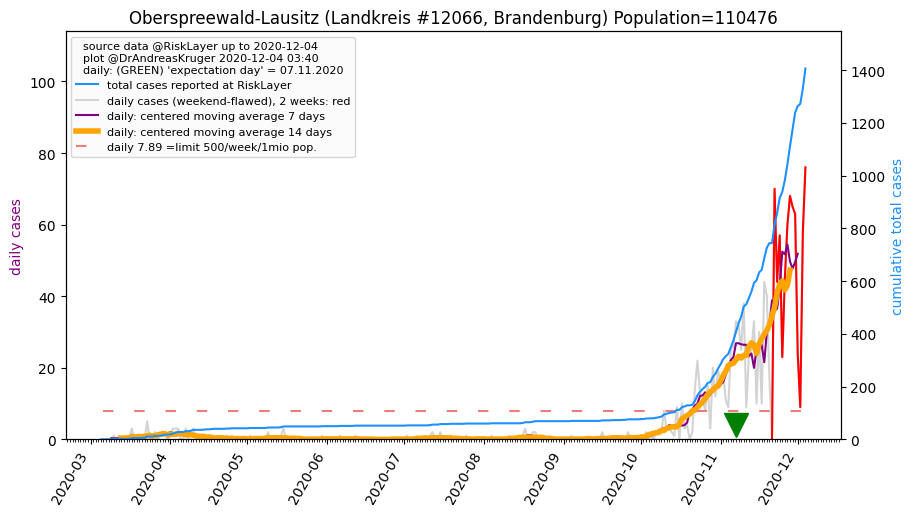 Oberspreewald-Lausitz (Landkreis #12066, Brandenburg) Population=110476
source data @RiskLayer up to 2020-12-04
plot @DrAndreasKruger 2020-12-04 03:40
daily: (GREEN) 'expectation day' = 07.11.2020
total cases reported at RiskLayer
daily cases (weekend-flawed), 2 weeks: red
daily: centered moving average 7 days
daily: centered moving average 14 days
daily 7.89 =limit 500/week/1mio pop.
daily cases
100
80
60
40
20
0
cumulative total cases
1400
1200
1000
800
600
400
200
0
2020-03
2020-04
2020-05
2020-06
2020-07
2020-08
2020-09
2020-10
2020-11
2020-12